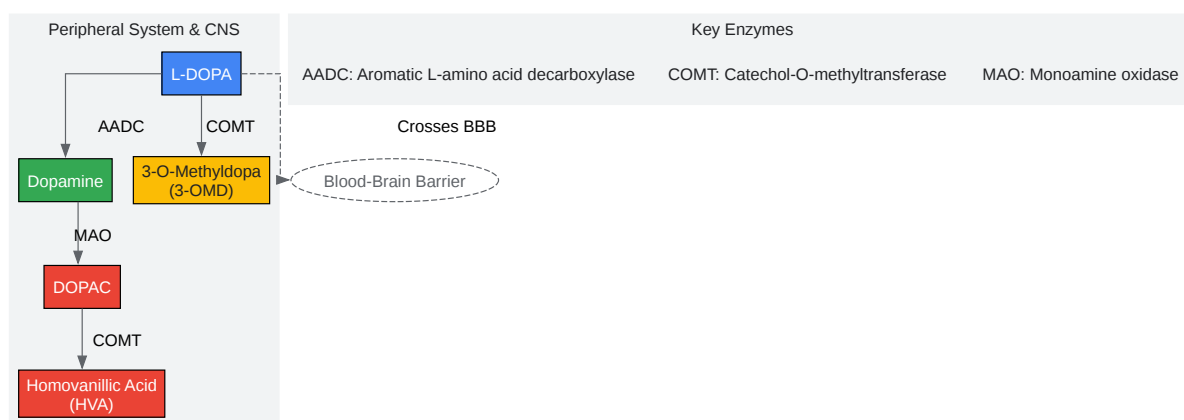 Peripheral System & CNS
Key Enzymes
L-DOPA
AADC: Aromatic L-amino acid decarboxylase
COMT: Catechol-O-methyltransferase
MAO: Monoamine oxidase
AADC
COMT
Crosses BBB
Dopamine
3-O-Methyldopa
(3-OMD)
Blood-Brain Barrier
MAO
DOPAC
COMT
Homovanillic Acid
(HVA)